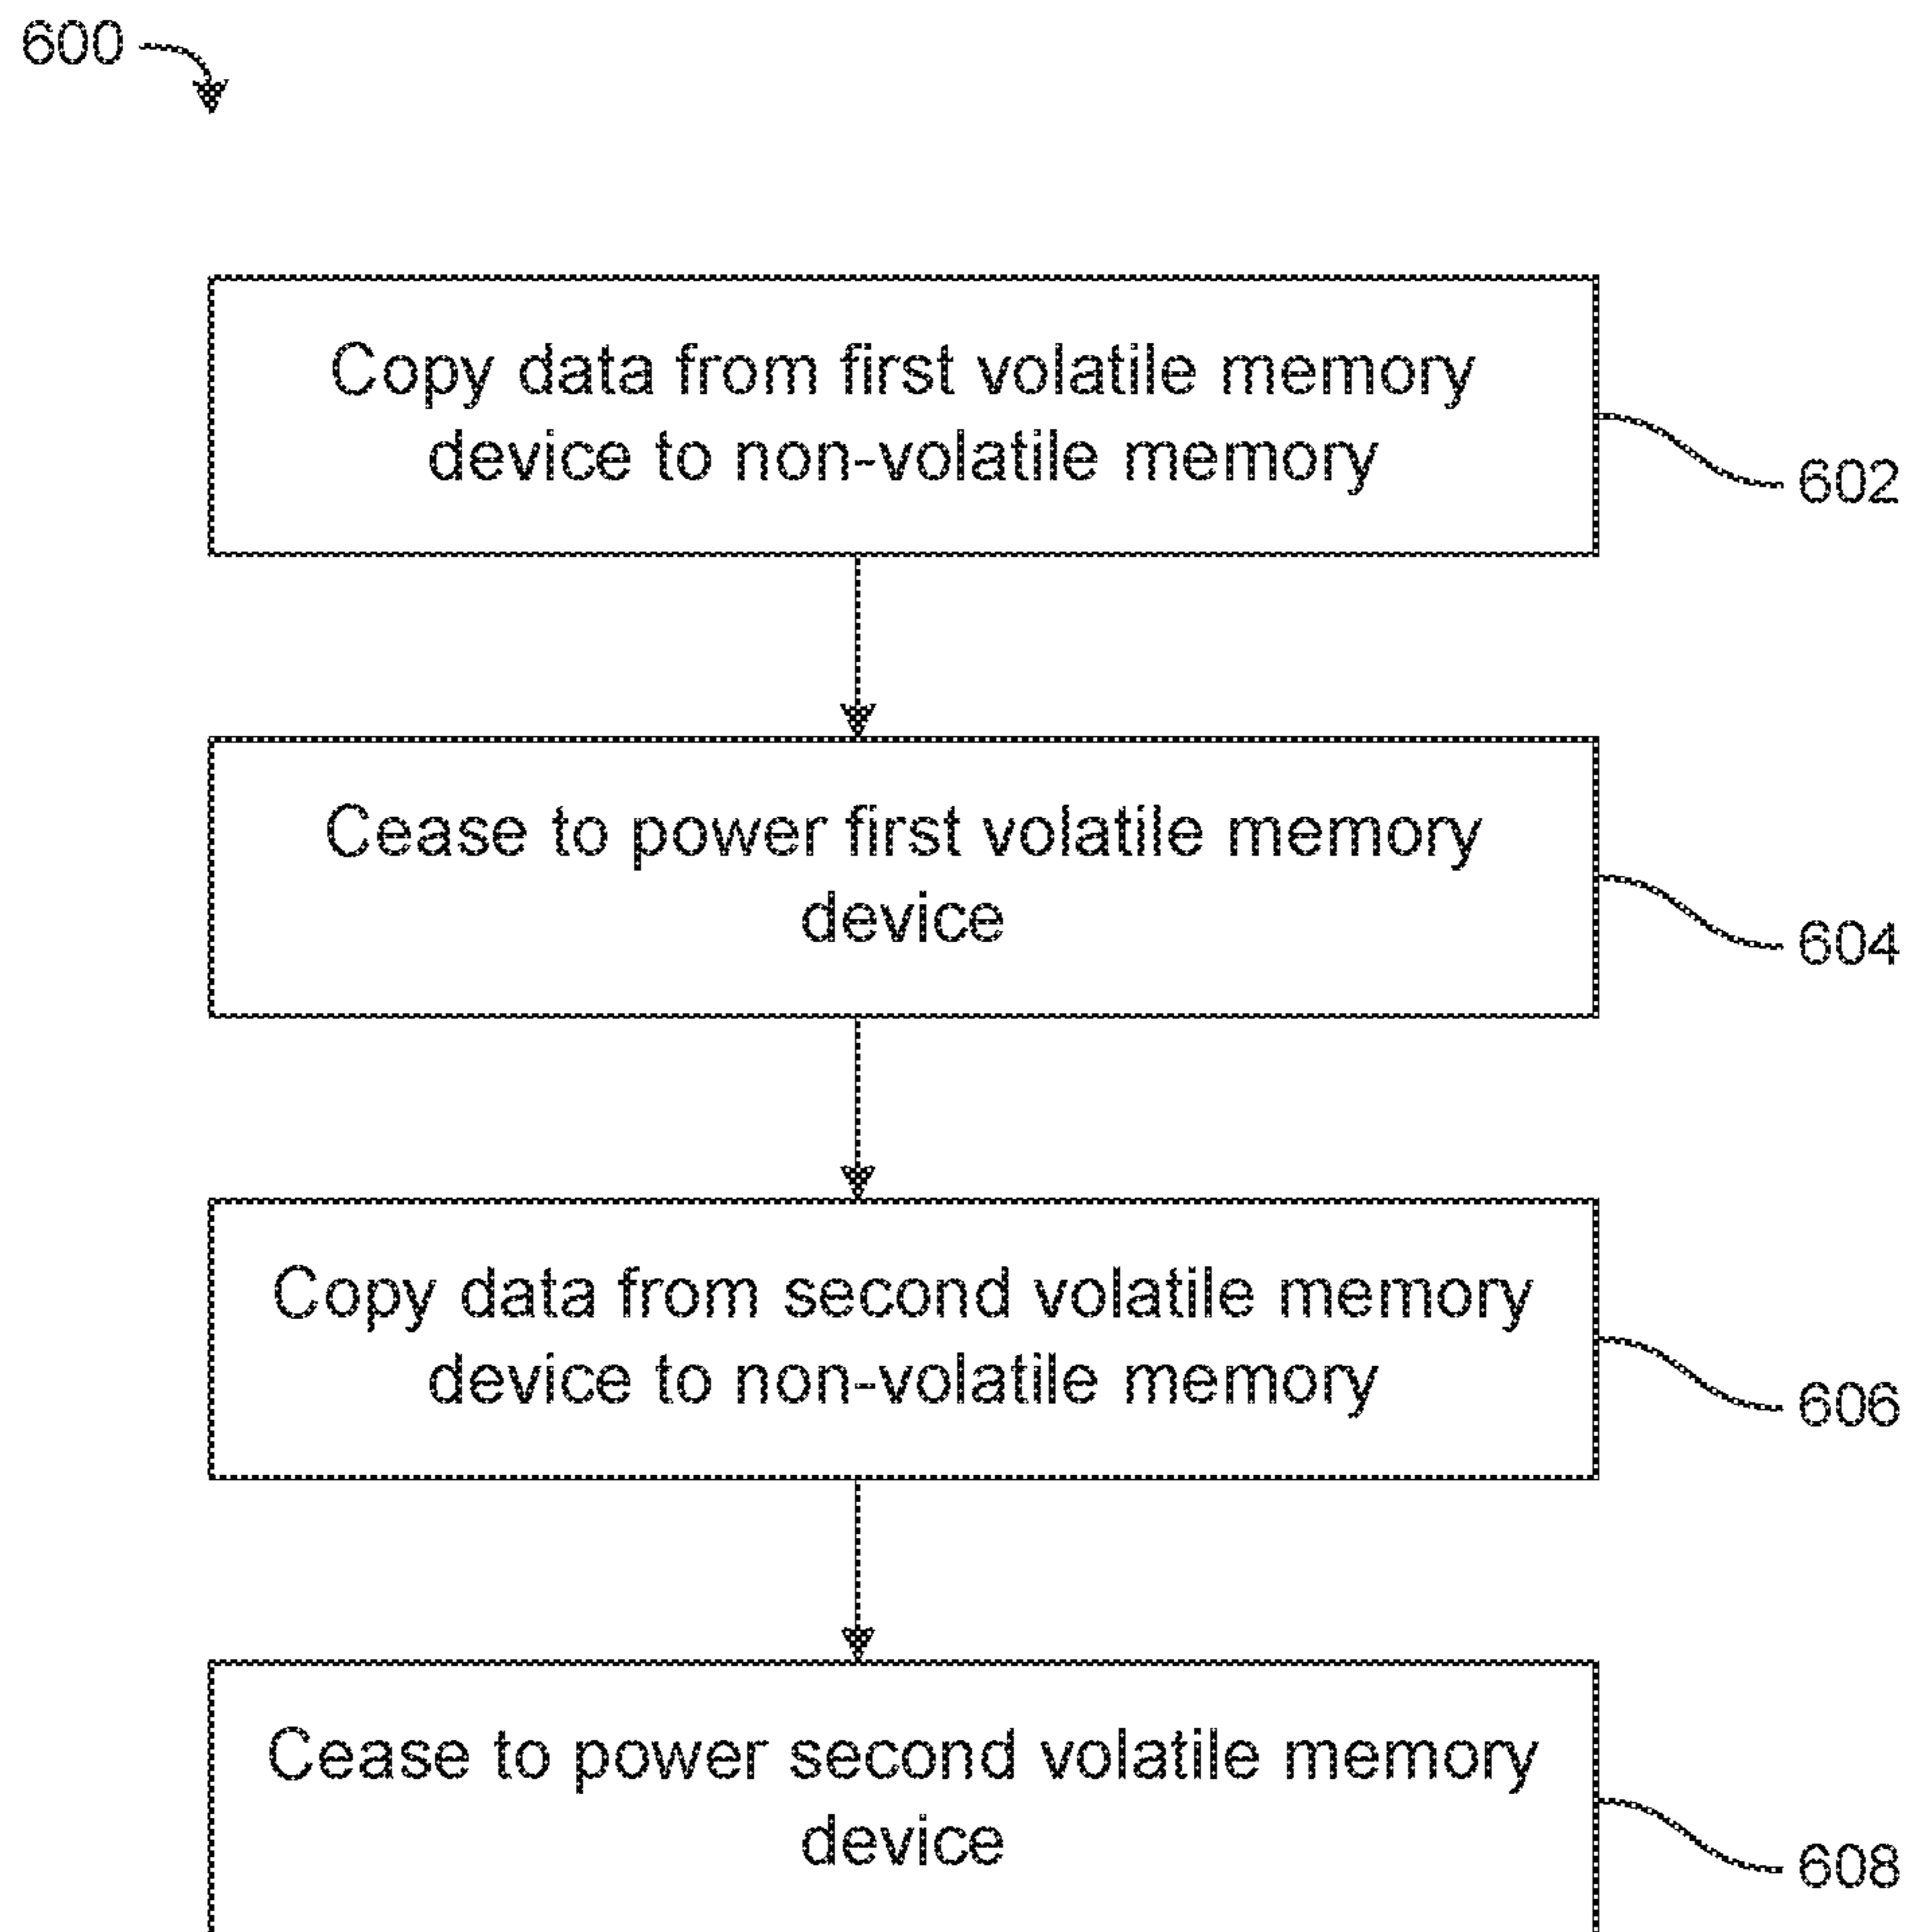 600
Copy data from first volatile memory
device to non-volatile memory
602
Cease to power first volatile memory
device
604
Copy data from second volatile memory
device to non-volatile memory
606
Cease to power second volatile memory
device
608